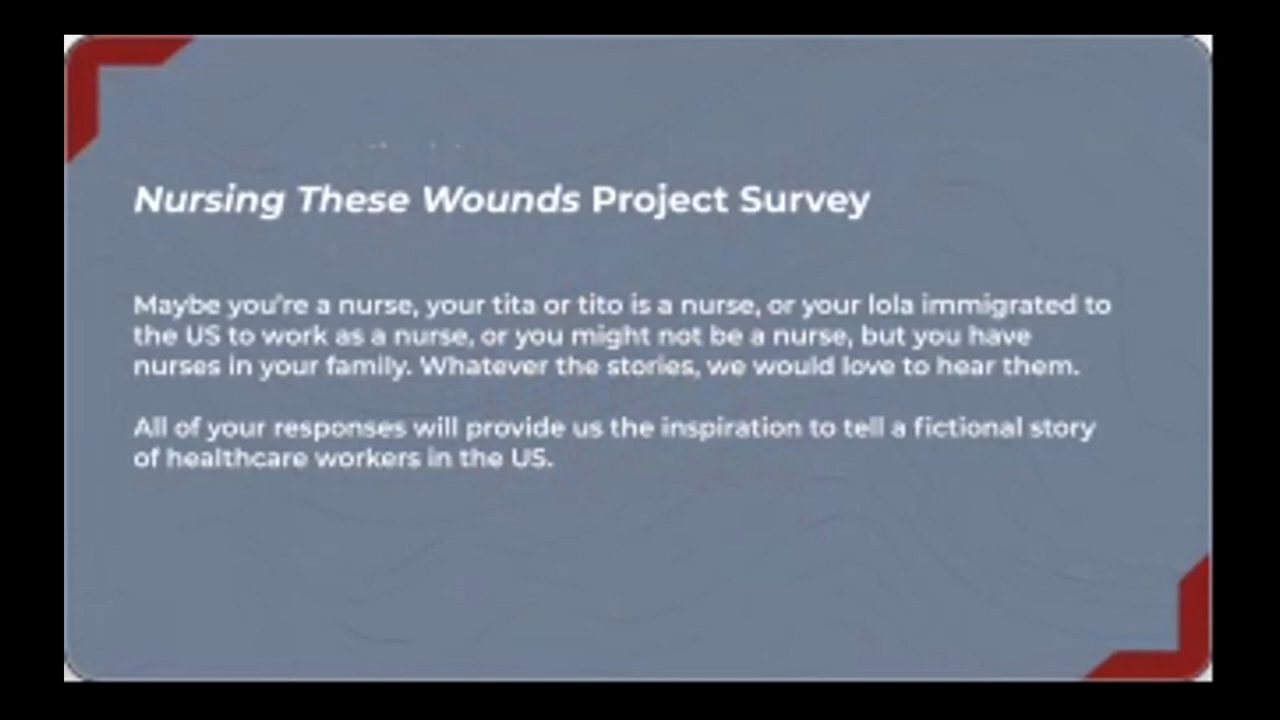 Nursing These Wounds Project Survey
Maybe you're a nurse, your tita or tito is a nurse, or your lola immigrated to
the US to work as a nurse, or you might not be a nurse, but you have
nurses in your family. Whatever the stories, we would love to hear them.
All of your responses will provide us the inspiration to tell a fictional story
of healthcare workers in the US.